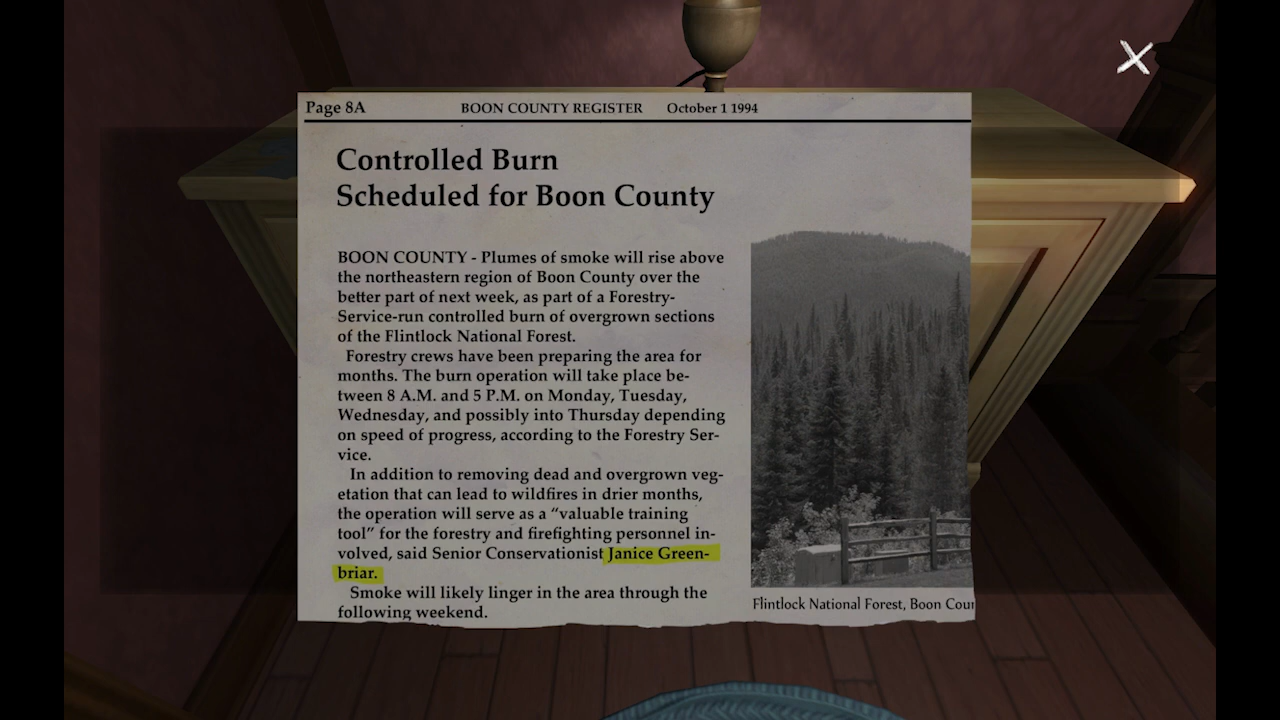 Page 8A BOON COUNTY REGISTER October 1 1994
Controlled Burn
Scheduled for Boon County
BOON COUNTY - Plumes of smoke will rise above
the northeastern region of Boon County over the
better part of next week, as part of a Forestry-
Service-run controlled burn of overgrown sections
of the Flintlock National Forest.
Forestry crews have been preparing the area for
months. The burn operation will take place be-
tween 8 A.M. and 5 P.M. on Monday, Tuesday,
Wednesday, and possibly into Thursday depending
on speed of progress, according to the Forestry Ser-
vice.
In addition to removing dead and overgrown veg-
etation that can lead to wildfires in drier months,
the operation will serve as a “valuable training
tool” for the forestry and firefighting personnel in-
volved, said Senior Conservationist Janice Green-
briar.
Smoke will likely linger in the area through the
following weekend.
Flintlock National Forest, Boon Coun